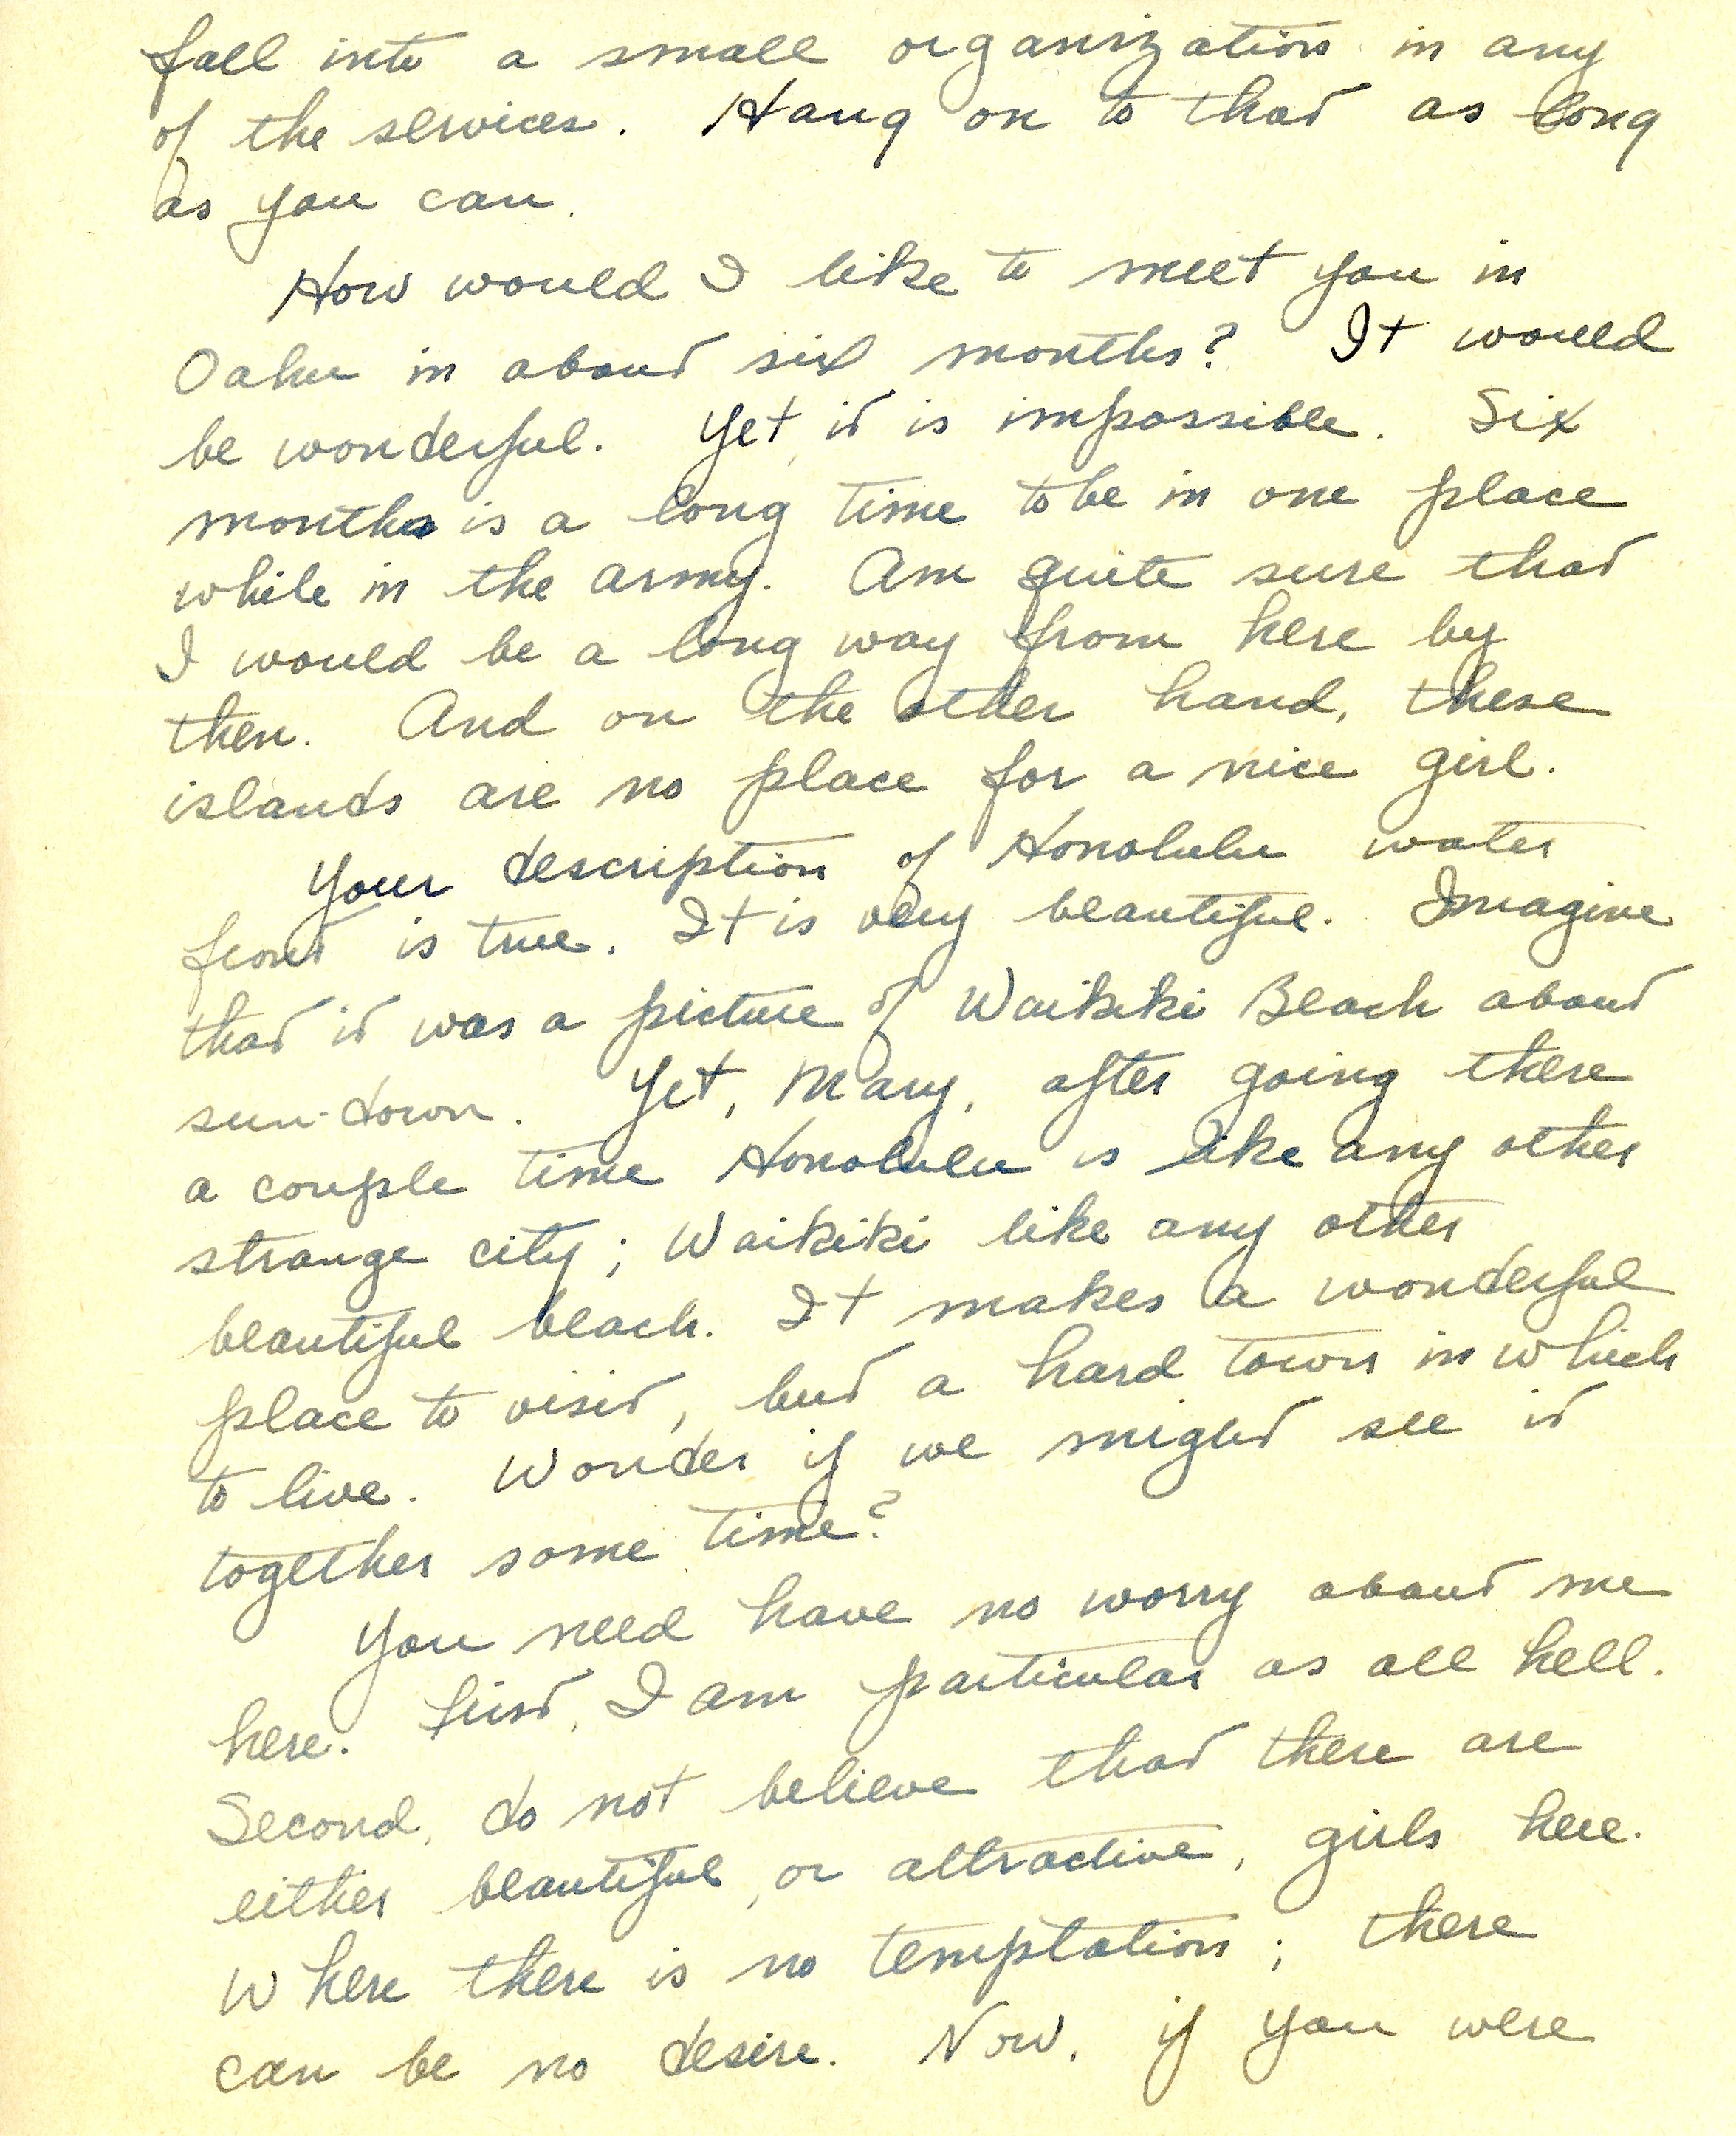 fall into a small organization in any
of the services. Hang on to that as long
as you can.
How would I like to meet you in
Oahu in about six months? It would
be wonderful. Yet it is impossible. Six
months is a long time to be in one place
while in the army. Am quite sure that
I would be a long way from here by
then. And on the other hand, these
islands are no place for a nice girl.
Your description of Honolulu water
front is true. It is very beautiful. Imagine
that it was a picture of Waikiki Beach about
sun-down. Yet, Mary, after going there
a couple time Honolulu is like any other
strange city; Waikiki like any other
beautiful beach. It makes a wonderful
place to visit, but a hard town in which
to live. Wonder if we might see it
together some time?
You need have no worry about me
here. First, I am particular as all hell.
Second, do not believe that there are
either beautiful, or attractive, girls here.
Where there is no temptation; there
can be no desire. Now, if you were